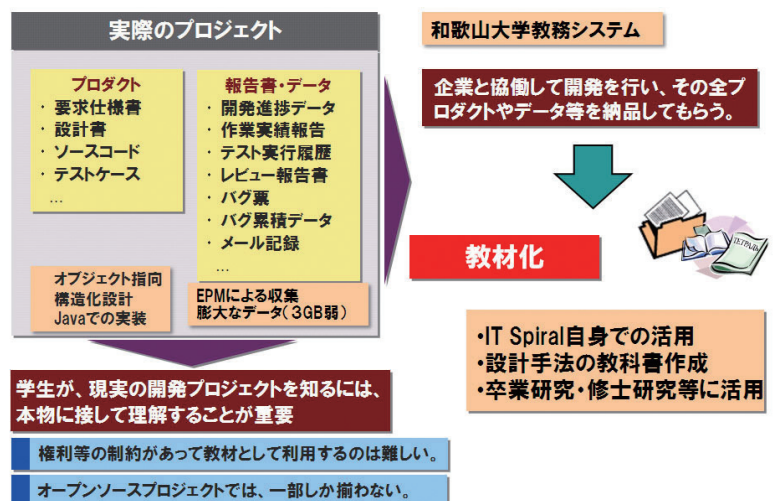 実際のプロジェクト
プロダクト
・ 要求仕様書
・ 設計書
・ ソースコード
・ テストケース
…
報告書・データ
・ 開発進捗データ
・ 作業実績報告
・ テスト実行履歴
・ レビュー報告書
・ バグ票
・ バグ累積データ
・ メール記録
…
オブジェクト指向
構造化設計
Javaでの実装
EPMによる収集
膨大なデータ(3GB弱)
学生が、現実の開発プロジェクトを知るには、
本物に接して理解することが重要
権利等の制約があって教材として利用するのは難しい。
オープンソースプロジェクトでは、一部しか揃わない。
和歌山大学教務システム
企業と協働して開発を行い、その全プ
ロダクトやデータ等を納品してもらう。
教材化
ТЕТРАДЬ
•IT Spiral自身での活用
•設計手法の教科書作成
•卒業研究・修士研究等に活用